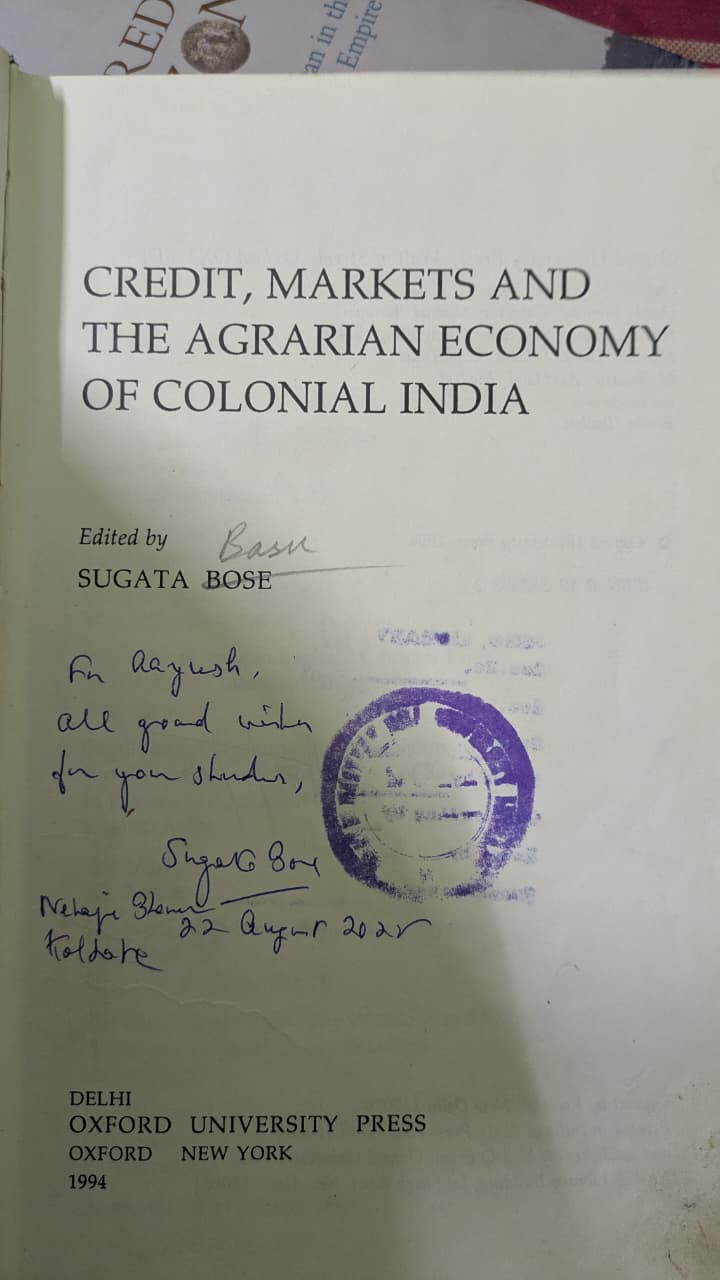 RED
an in th
Empire
CREDIT, MARKETS AND
THE AGRARIAN ECONOMY
OF COLONIAL INDIA
Edited by
Basu
SUGATA BOSE
For Aayush,
all good wishes
for your studies,
Sugata Bose
Netaji Bhawan
22 August 2025
Kolkata
DELHI
OXFORD UNIVERSITY PRESS
OXFORD NEW YORK
1994